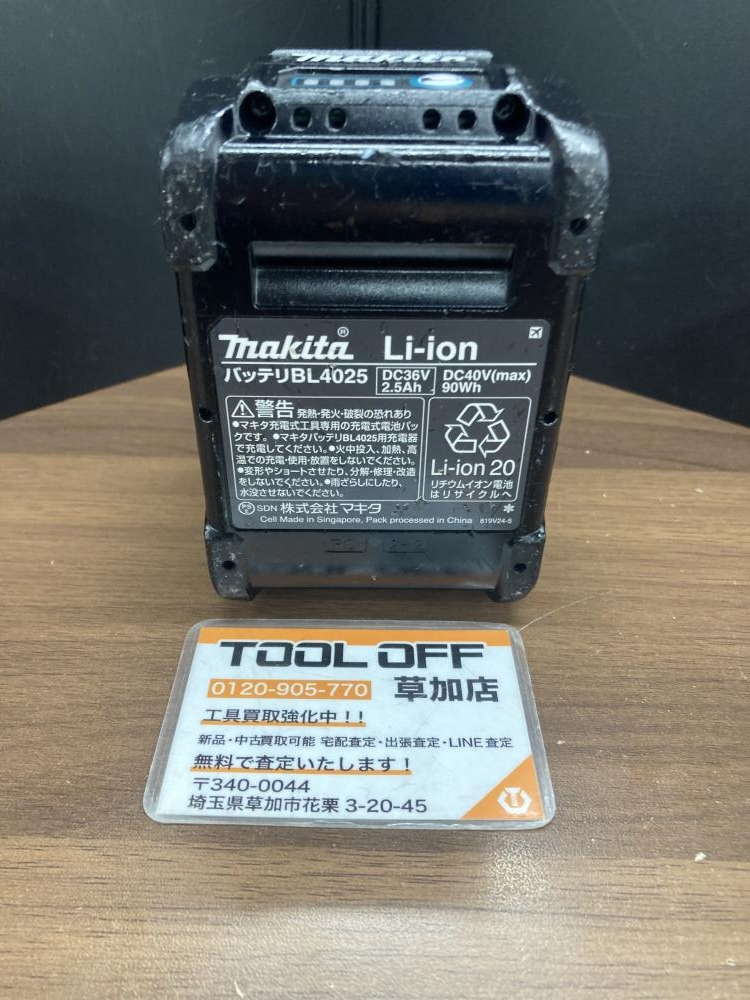 makita
makita® Li-ion
バッテリBL4025 DC36V 2.5Ah DC40V(max) 90Wh
⚠警告 発熱・発火・破裂の恐れあり
●マキタ充電式工具専用の充電式電池パッ
クです。●マキタバッテリBL4025用充電器
で充電してください。●火中投入、加熱、高
温での充電・使用・放置をしないでください。
●変形やショートさせたり、分解・修理・改造
をしないでください。●雨ざらしにしたり、
水没させないでください。
Li-ion 20
リチウムイオン電池
はリサイクルへ
PSE SDN 株式会社マキタ *
Cell Made in Singapore, Pack processed in China 819V24-5
TOOL OFF
0120-905-770 草加店
工具買取強化中!!
新品・中古買取可能 宅配査定・出張査定・LINE査定
無料で査定いたします!
〒340-0044
埼玉県草加市花栗 3-20-45